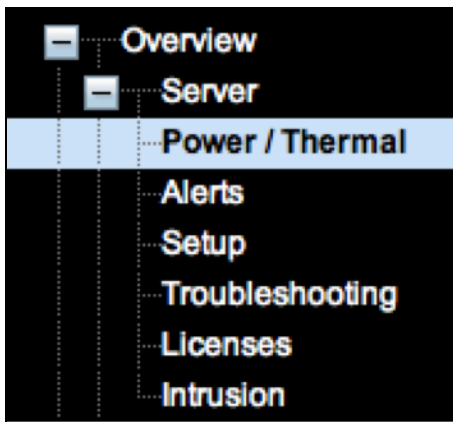 Overview
Server
Power / Thermal
Alerts
Setup
Troubleshooting
Licenses
Intrusion